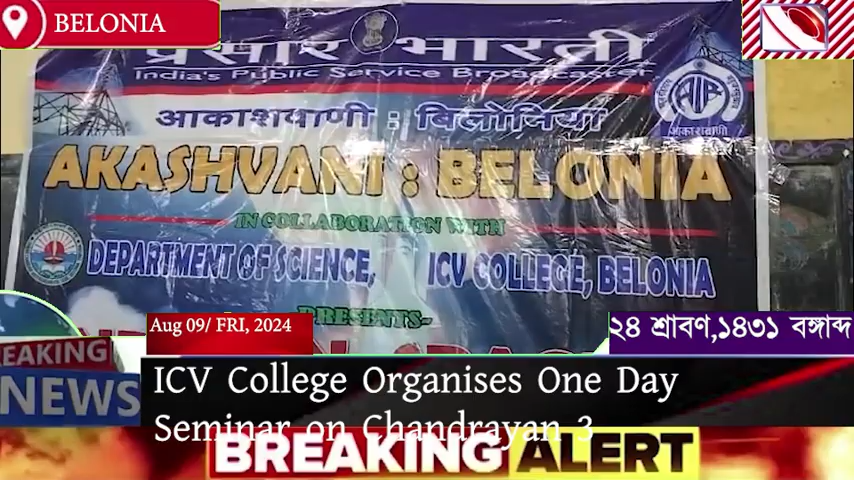 BELONIA
प्रसार भारती
India's Public Service Broadcaster
आकाशवाणी : बिलोनिया
AIR
आकाशवाणी
AKASHVANI : BELONIA
IN COLLABORATION WITH
DEPARTMENT OF SCIENCE, ICV COLLEGE, BELONIA
PRESENTS-
Aug 09/ FRI, 2024
২৪ শ্রাবণ,১৪৩১ বঙ্গাব্দ
REAKING
NEWS
ICV College Organises One Day
Seminar on Chandrayan 3
BREAKING ALERT